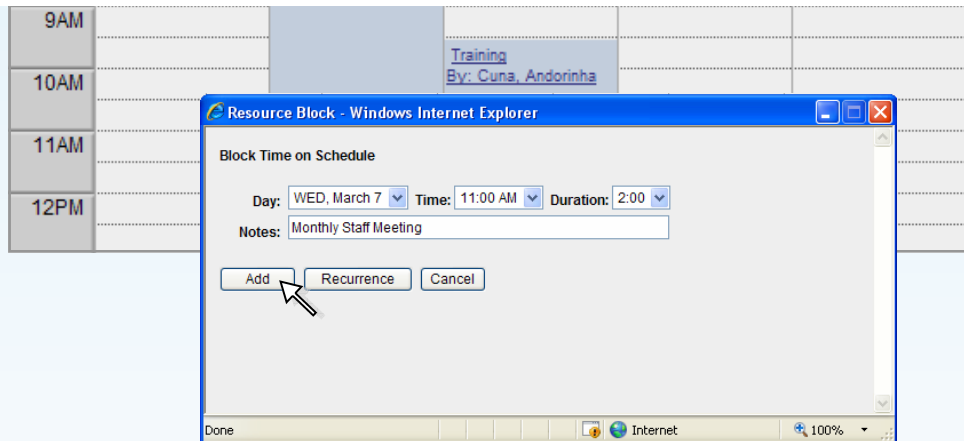 9AM
Training
By: Cuna, Andorinha
10AM
11AM
12PM
Resource Block - Windows Internet Explorer
Block Time on Schedule
Day: WED, March 7 Time: 11:00 AM Duration: 2:00
Notes: Monthly Staff Meeting
Add Recurrence Cancel
Done Internet 100%